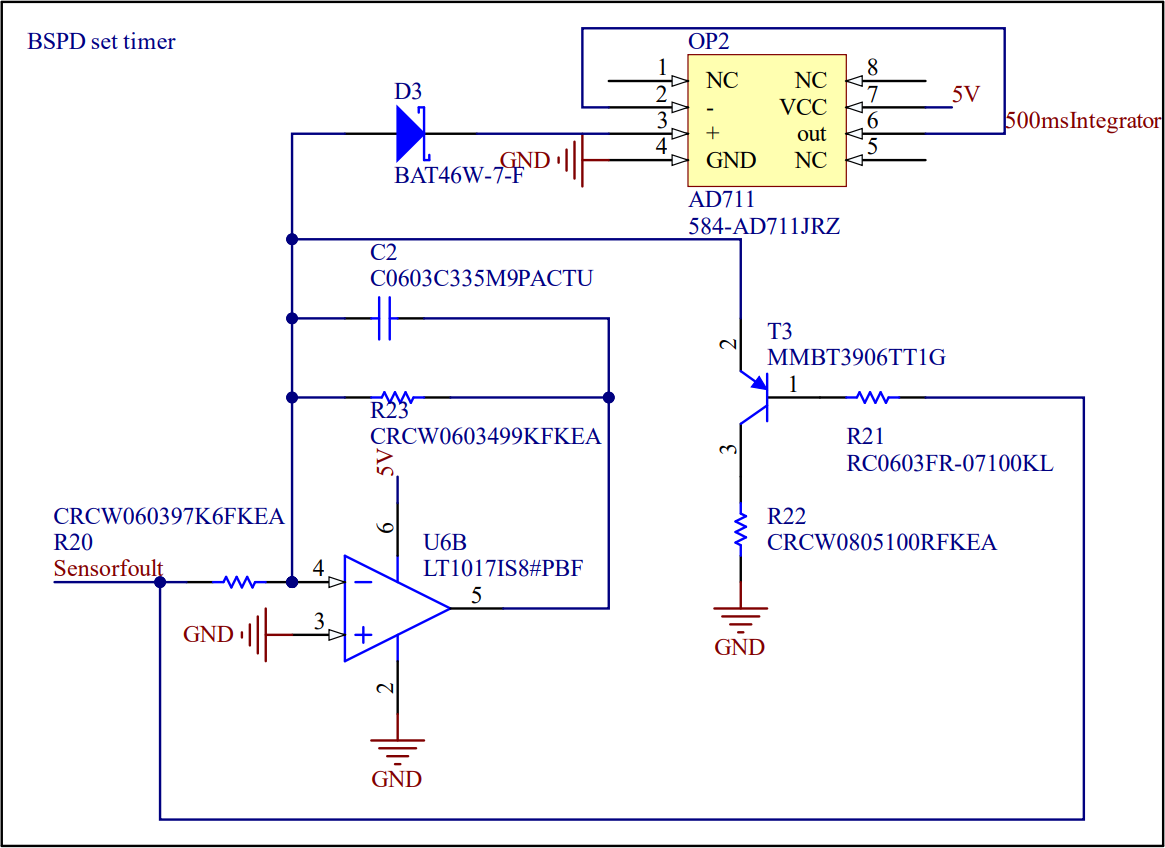 BSPD set timer
OP2
1
NC
NC
8
D3
2
-
VCC
7
5V
3
+
out
6
500msIntegrator
GND
4
GND
NC
5
BAT46W-7-F
AD711
584-AD711JRZ
C2
C0603C335M9PACTU
T3
MMBT3906TT1G
2
1
3
R23
CRCW0603499KFKEA
R21
RC0603FR-07100KL
5V
CRCW060397K6FKEA
R20
Sensorfoult
6
U6B
LT1017IS8#PBF
R22
CRCW0805100RFKEA
4
5
GND
3
2
GND
GND